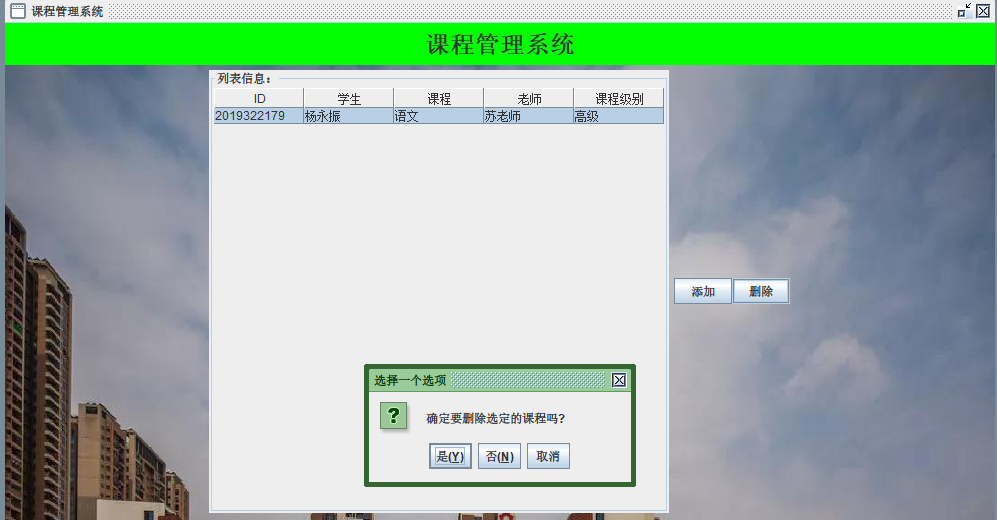 课程管理系统
课程管理系统
列表信息：
ID 学生 课程 老师 课程级别
2019322179 杨永振 语文 苏老师 高级
添加 删除
选择一个选项
? 确定要删除选定的课程吗?
是(Y) 否(N) 取消